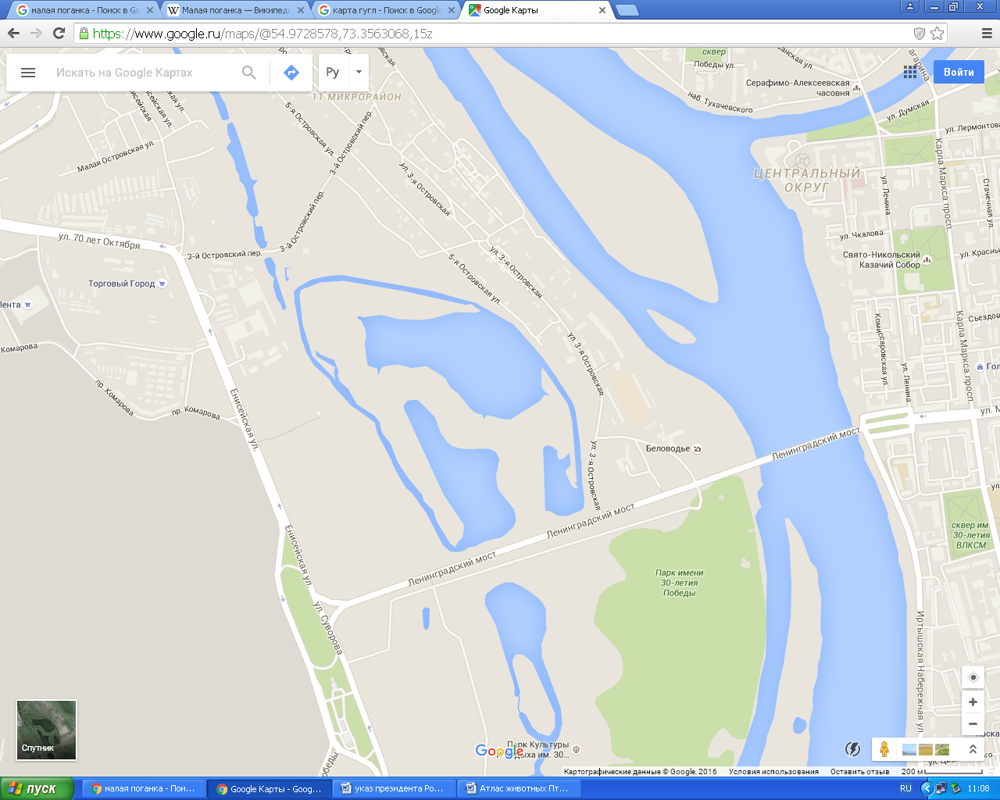 малая поганка - Поиск в Go
Малая поганка — Википеди
карта гугл - Поиск в Google
Google Карты
https://www.google.ru/maps/@54.9728578,73.3563068,15z
Искать на Google Картах
Ру
Войти
11 МИКРОРАЙОН
сквер
Победы ул.
Серафимо-Алексеевская
часовня
наб. Тухачевского
ул. Думская
ул. Лермонтова
Енисейская
Малая Островская ул.
5-я Островская ул.
3-й Островский пер.
ул. 3-я Островская
ЦЕНТРАЛЬНЫЙ
ОКРУГ
Карла Маркса просп.
ул. Ленина
Стачечная ул.
ул. 70 лет Октября
3-й Островский пер.
3-й Островский пер.
ул. Чкалова
Свято-Никольский
Казачий Собор
ул. Красный
Торговый Город
Лента
5-я Островская ул.
ул. 3-я Островская
Съездовская
Комиссаровская ул.
Карла Маркса просп.
ул. Ленина
Комарова
пр. Комарова
пр. Комарова
Енисейская ул.
ул. 3-я Островская
ул. 3-я Островская
Беловодье
Ленинградский мост
ул. М
Ленинградский мост
Ленинградский мост
сквер им.
30-летия
ВЛКСМ
Енисейская ул.
ул. Суворова
Парк имени
30-летия
Победы
Иртышская Набережная ул.
Парк Культуры
и отдыха им. 30...
Google
Победы
Спутник
Картографические данные © Google, 2016
Условия использования
Оставить отзыв
200 м
пуск
малая поганка - Пои...
Google Карты - Goog...
указ президента Ро...
Атлас животных Пт...
RU
11:08